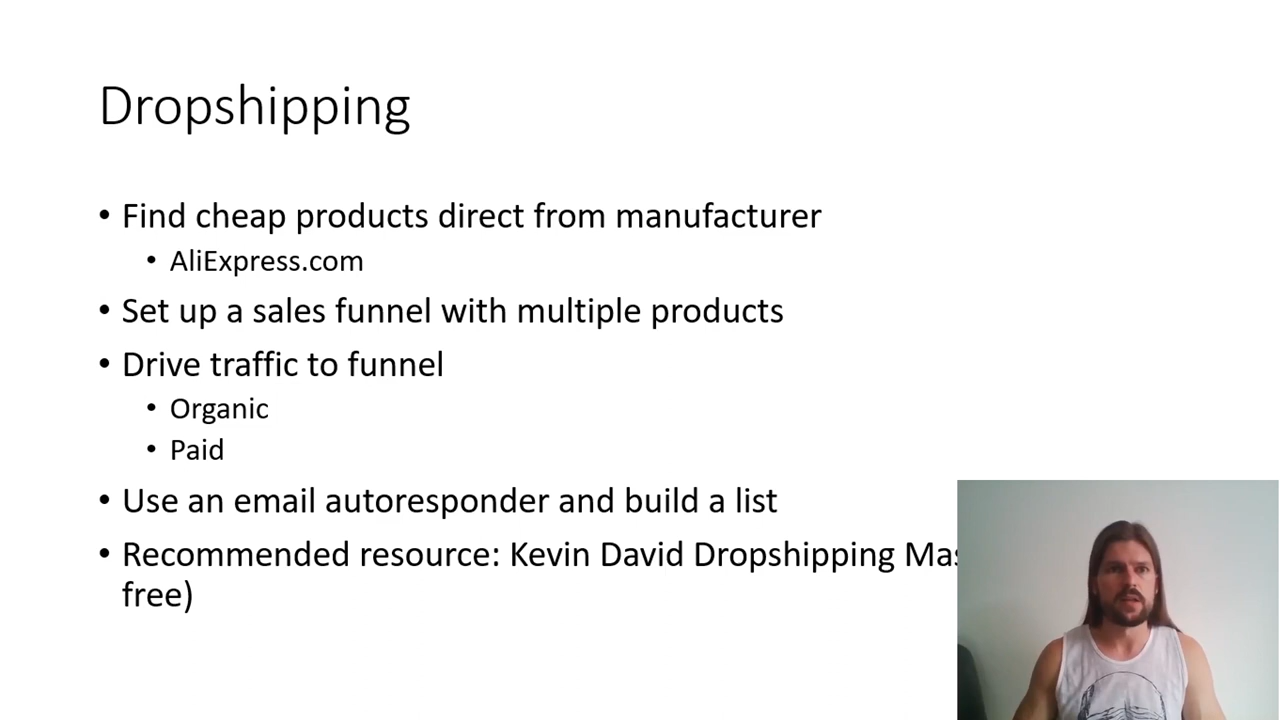 Dropshipping
• Find cheap products direct from manufacturer
• AliExpress.com
• Set up a sales funnel with multiple products
• Drive traffic to funnel
• Organic
• Paid
• Use an email autoresponder and build a list
• Recommended resource: Kevin David Dropshipping
free)